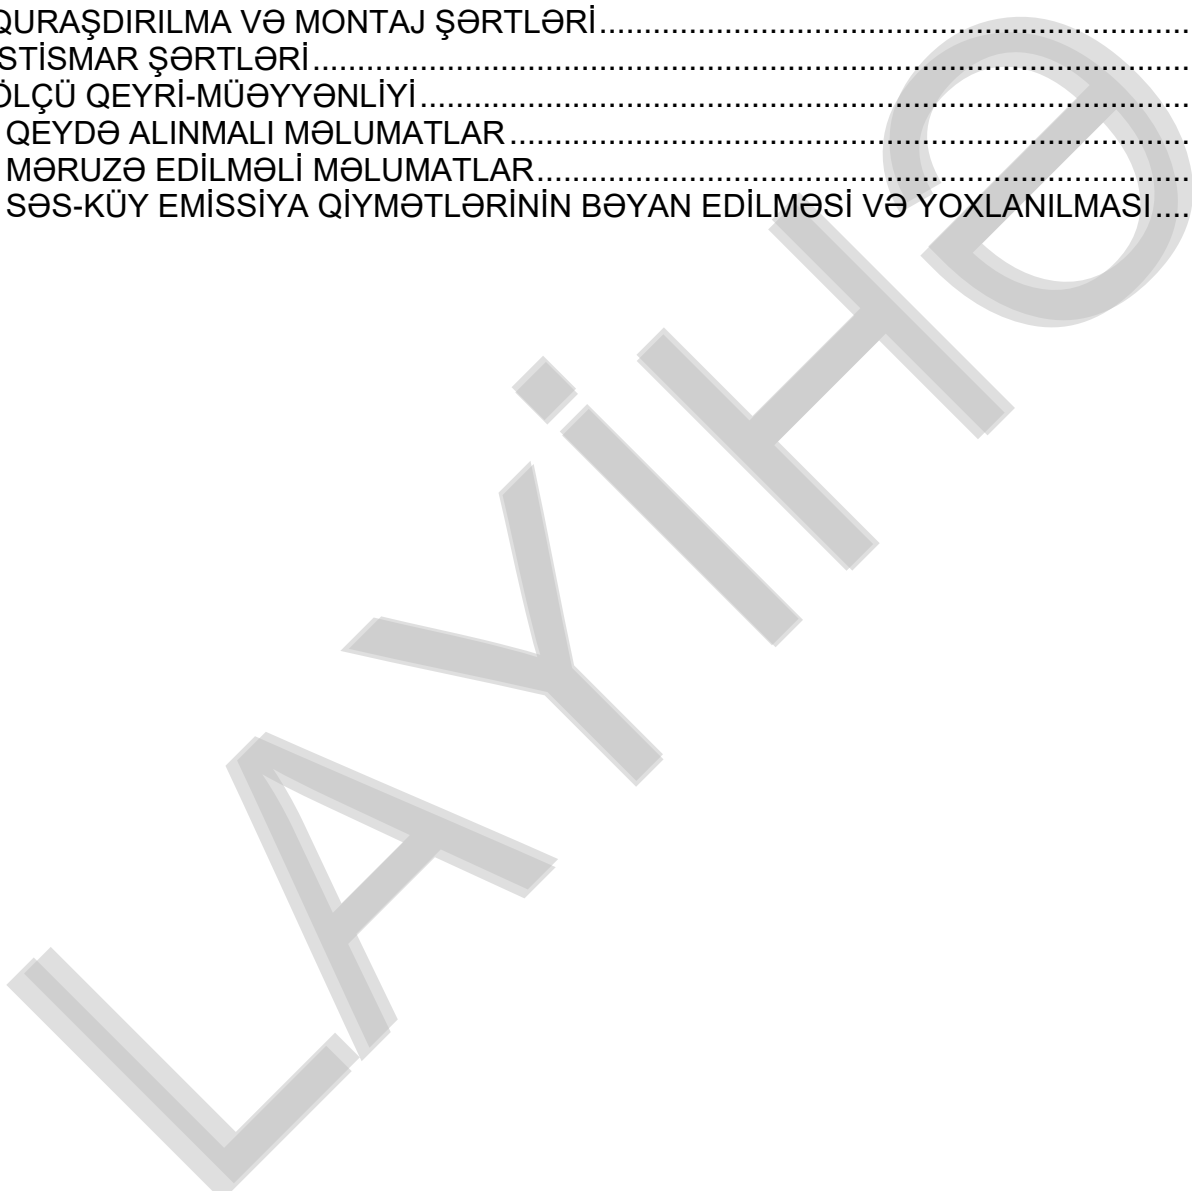 QURAŞDIRILMA VƏ MONTAJ ŞƏRTLƏRİ....................................................................
STİSMAR ŞƏRTLƏRİ....................................................................................................
ÖLÇÜ QEYRİ-MÜƏYYƏNLİYİ.......................................................................................
QEYDƏ ALINMALI MƏLUMATLAR............................................................................
MƏRUZƏ EDİLMƏLİ MƏLUMATLAR.........................................................................
SƏS-KÜY EMİSSİYA QİYMƏTLƏRİNİN BƏYAN EDİLMƏSİ VƏ YOXLANILMASI....
LAYİHƏ